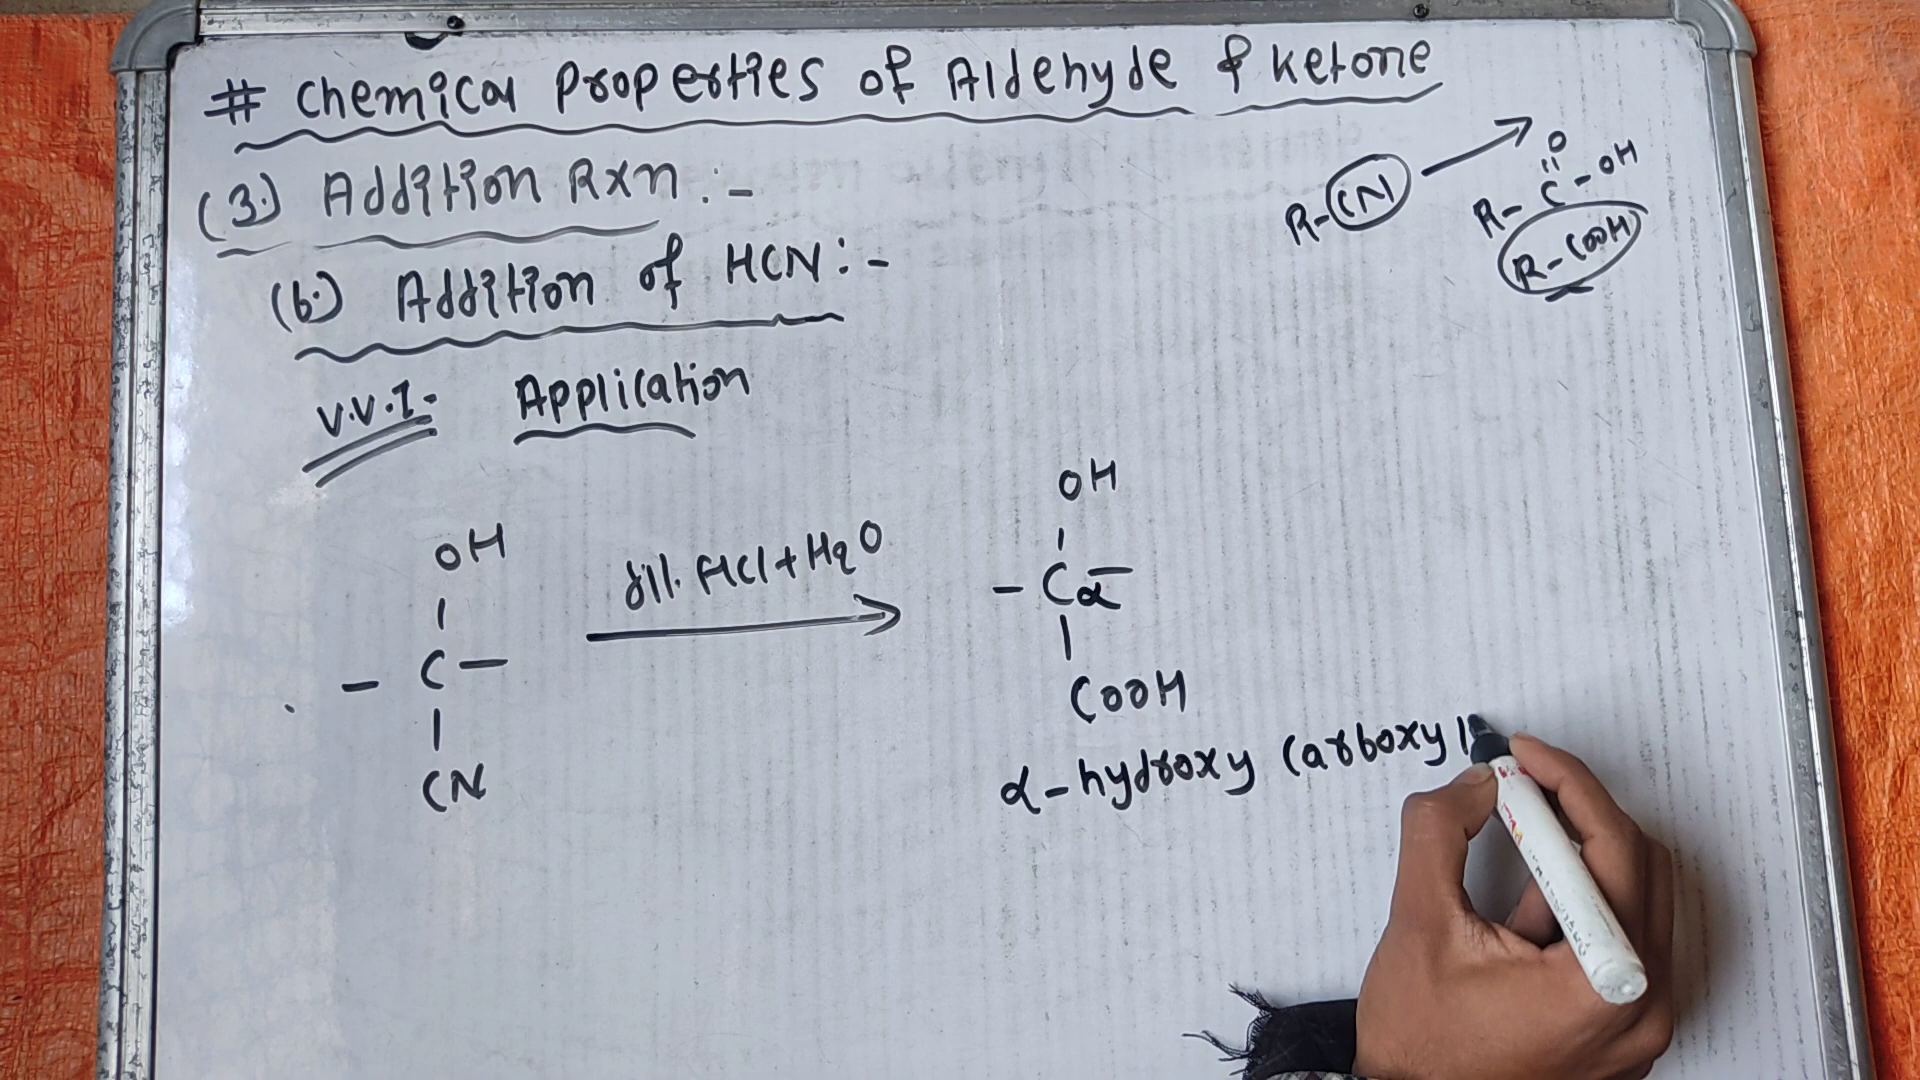 # Chemical Properties of Aldehyde & Ketone
(3.) Addition Rxn :-
(b.) Addition of HCN :-
R-CN
O
R-C-OH
R-COOH
V.V.I. Application
OH
-C-
CN
dil. HCl + H2O
OH
-Cα-
COOH
α-hydroxy Carboxyl